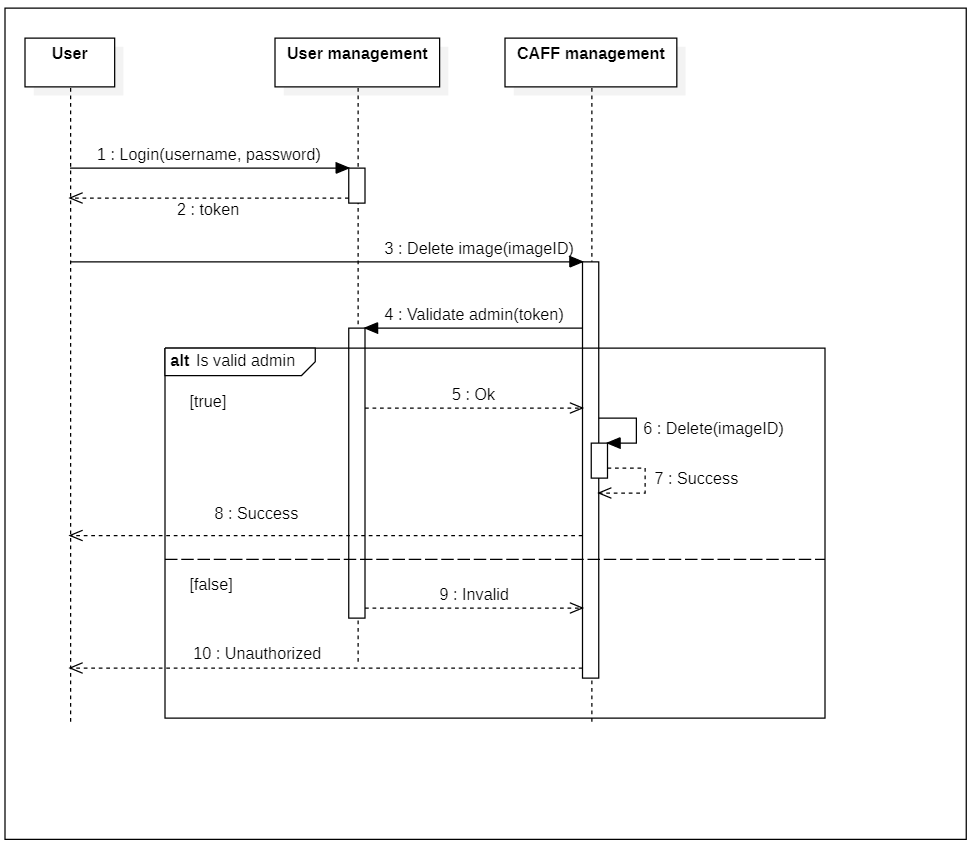 User
User management
CAFF management
1 : Login(username, password)
2 : token
3 : Delete image(imageID)
4 : Validate admin(token)
alt Is valid admin
5 : Ok
[true]
6 : Delete(imageID)
7 : Success
8 : Success
[false]
9 : Invalid
10 : Unauthorized